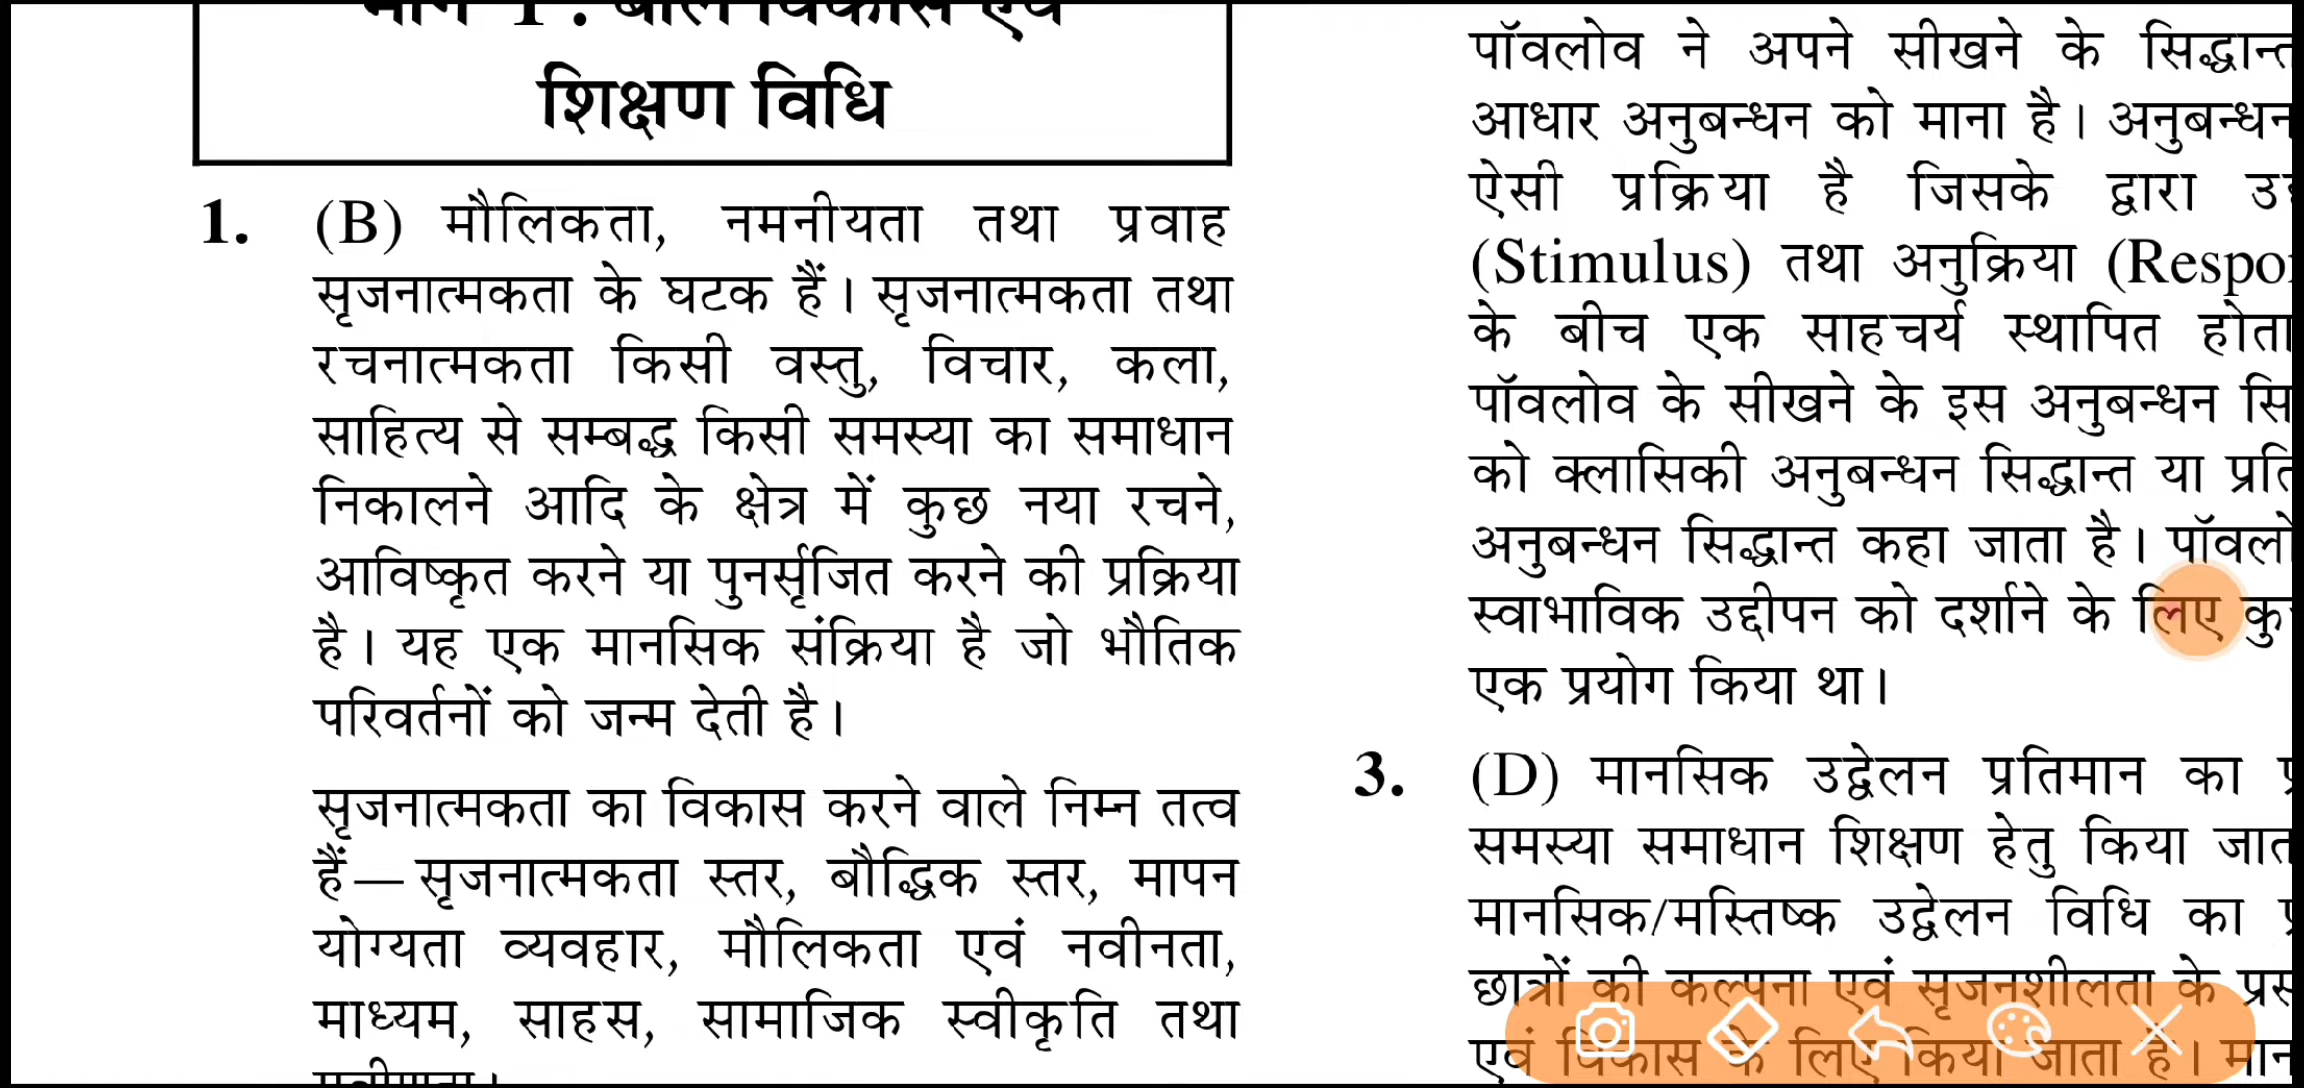 शिक्षण विधि
1. (B) मौलिकता, नमनीयता तथा प्रवाह
सृजनात्मकता के घटक हैं। सृजनात्मकता तथा
रचनात्मकता किसी वस्तु, विचार, कला,
साहित्य से सम्बद्ध किसी समस्या का समाधान
निकालने आदि के क्षेत्र में कुछ नया रचने,
आविष्कृत करने या पुनर्सृजित करने की प्रक्रिया
है। यह एक मानसिक संक्रिया है जो भौतिक
परिवर्तनों को जन्म देती है।
सृजनात्मकता का विकास करने वाले निम्न तत्व
हैं— सृजनात्मकता स्तर, बौद्धिक स्तर, मापन
योग्यता व्यवहार, मौलिकता एवं नवीनता,
माध्यम, साहस, सामाजिक स्वीकृति तथा
पॉवलोव ने अपने सीखने के सिद्धान्त
आधार अनुबन्धन को माना है। अनुबन्धन
ऐसी प्रक्रिया है जिसके द्वारा
(Stimulus) तथा अनुक्रिया
के बीच एक साहचर्य स्थापित होता
पॉवलोव के सीखने के इस अनुबन्धन
को क्लासिकी अनुबन्धन सिद्धान्त या
अनुबन्धन सिद्धान्त कहा जाता है।
स्वाभाविक उद्दीपन को दर्शाने के लिए
एक प्रयोग किया था।
3. (D) मानसिक उद्वेलन प्रतिमान का
समस्या समाधान शिक्षण हेतु किया
मानसिक/मस्तिष्क उद्वेलन विधि का
छात्रों की कल्पना एवं सृजनशीलता के
एवं विकास के लिए किया जाता है।